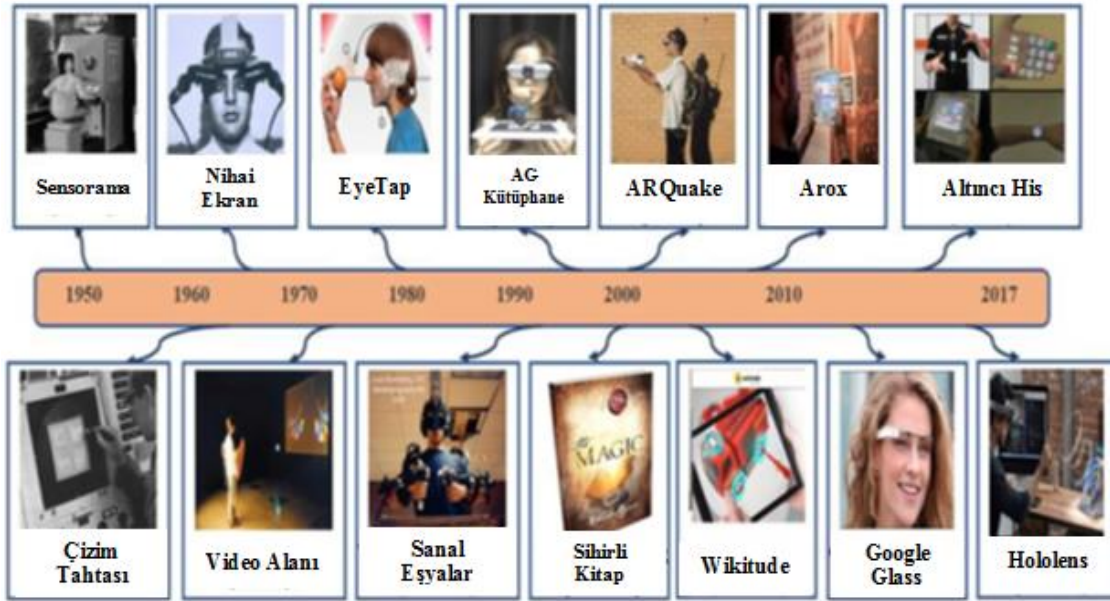 Sensorama
Nihai
Ekran
EyeTap
AG
Kütüphane
ARQuake
Arox
Altıncı His
1950
1960
1970
1980
1990
2000
2010
2017
MAGIC
Çizim
Tahtası
Video Alanı
Sanal
Eşyalar
Sihirli
Kitap
Wikitude
Google
Glass
Hololens